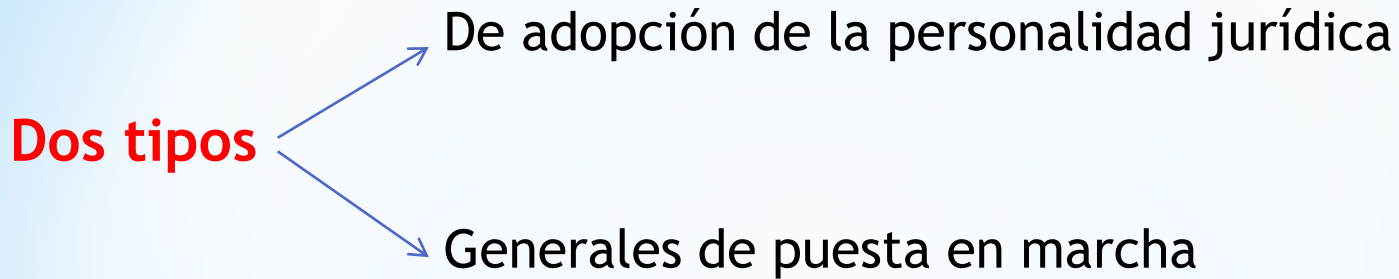 De adopción de la personalidad jurídica
Dos tipos
Generales de puesta en marcha